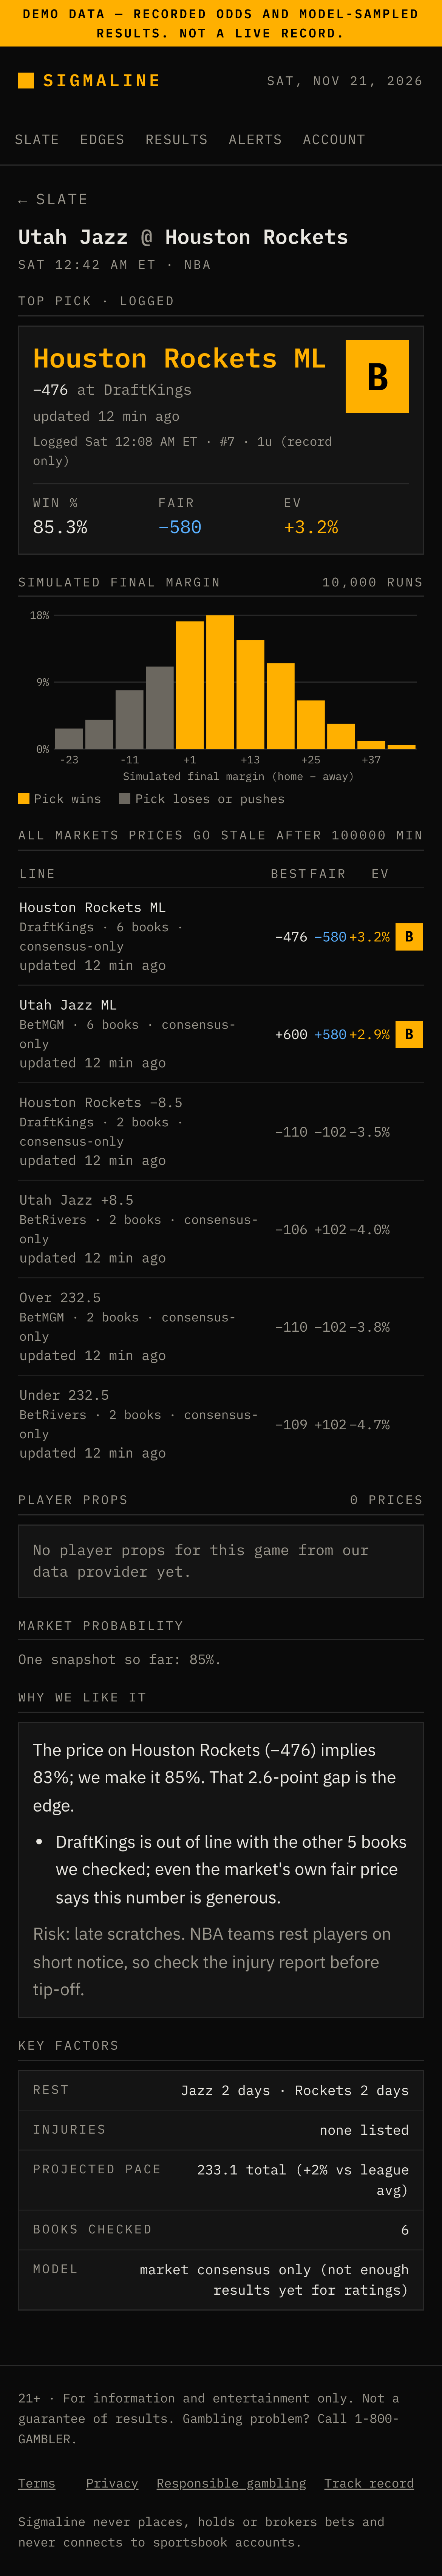 DEMO DATA — RECORDED ODDS AND MODEL-SAMPLED
RESULTS. NOT A LIVE RECORD.
SIGMALINE
SAT, NOV 21, 2026
SLATE EDGES RESULTS ALERTS ACCOUNT
← SLATE
Utah Jazz @ Houston Rockets
SAT 12:42 AM ET · NBA
TOP PICK · LOGGED
Houston Rockets ML
B
−476 at DraftKings
updated 12 min ago
Logged Sat 12:08 AM ET · #7 · 1u (record
only)
WIN % FAIR EV
85.3% −580 +3.2%
SIMULATED FINAL MARGIN 10,000 RUNS
18%
9%
0%
-23 -11 +1 +13 +25 +37
Simulated final margin (home − away)
Pick wins Pick loses or pushes
ALL MARKETS PRICES GO STALE AFTER 100000 MIN
LINE BEST FAIR EV
Houston Rockets ML
DraftKings · 6 books ·
consensus-only
updated 12 min ago
−476 −580 +3.2% B
Utah Jazz ML
BetMGM · 6 books · consensus-
only
updated 12 min ago
+600 +580 +2.9% B
Houston Rockets −8.5
DraftKings · 2 books ·
consensus-only
updated 12 min ago
−110 −102 −3.5%
Utah Jazz +8.5
BetRivers · 2 books · consensus-
only
updated 12 min ago
−106 +102 −4.0%
Over 232.5
BetMGM · 2 books · consensus-
only
updated 12 min ago
−110 −102 −3.8%
Under 232.5
BetRivers · 2 books · consensus-
only
updated 12 min ago
−109 +102 −4.7%
PLAYER PROPS 0 PRICES
No player props for this game from our
data provider yet.
MARKET PROBABILITY
One snapshot so far: 85%.
WHY WE LIKE IT
The price on Houston Rockets (−476) implies
83%; we make it 85%. That 2.6-point gap is the
edge.
• DraftKings is out of line with the other 5 books
we checked; even the market's own fair price
says this number is generous.
Risk: late scratches. NBA teams rest players on
short notice, so check the injury report before
tip-off.
KEY FACTORS
REST Jazz 2 days · Rockets 2 days
INJURIES none listed
PROJECTED PACE 233.1 total (+2% vs league
avg)
BOOKS CHECKED 6
MODEL market consensus only (not enough
results yet for ratings)
21+ · For information and entertainment only. Not a
guarantee of results. Gambling problem? Call 1-800-
GAMBLER.
Terms Privacy Responsible gambling Track record
Sigmaline never places, holds or brokers bets and
never connects to sportsbook accounts.